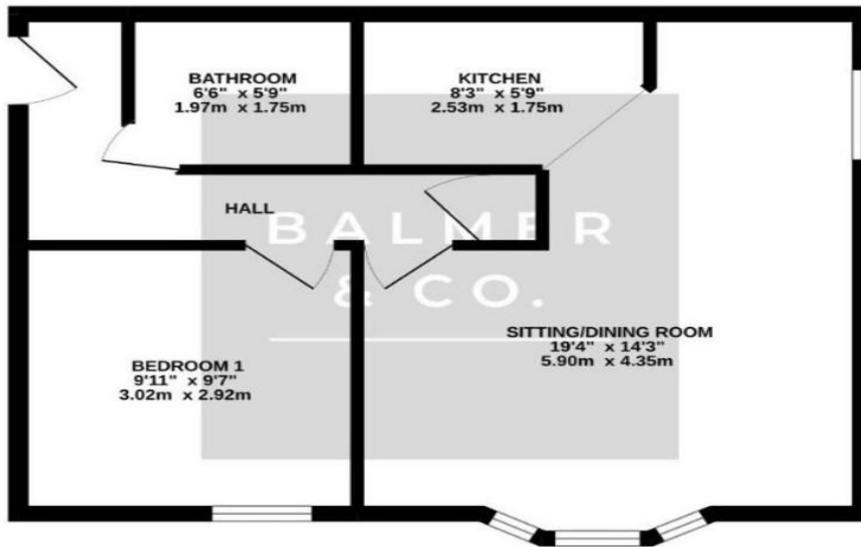 BATHROOM
6'6" x 5'9"
1.97m x 1.75m
KITCHEN
8'3" x 5'9"
2.53m x 1.75m
HALL
BALMER
& CO.
SITTING/DINING ROOM
19'4" x 14'3"
5.90m x 4.35m
BEDROOM 1
9'11" x 9'7"
3.02m x 2.92m